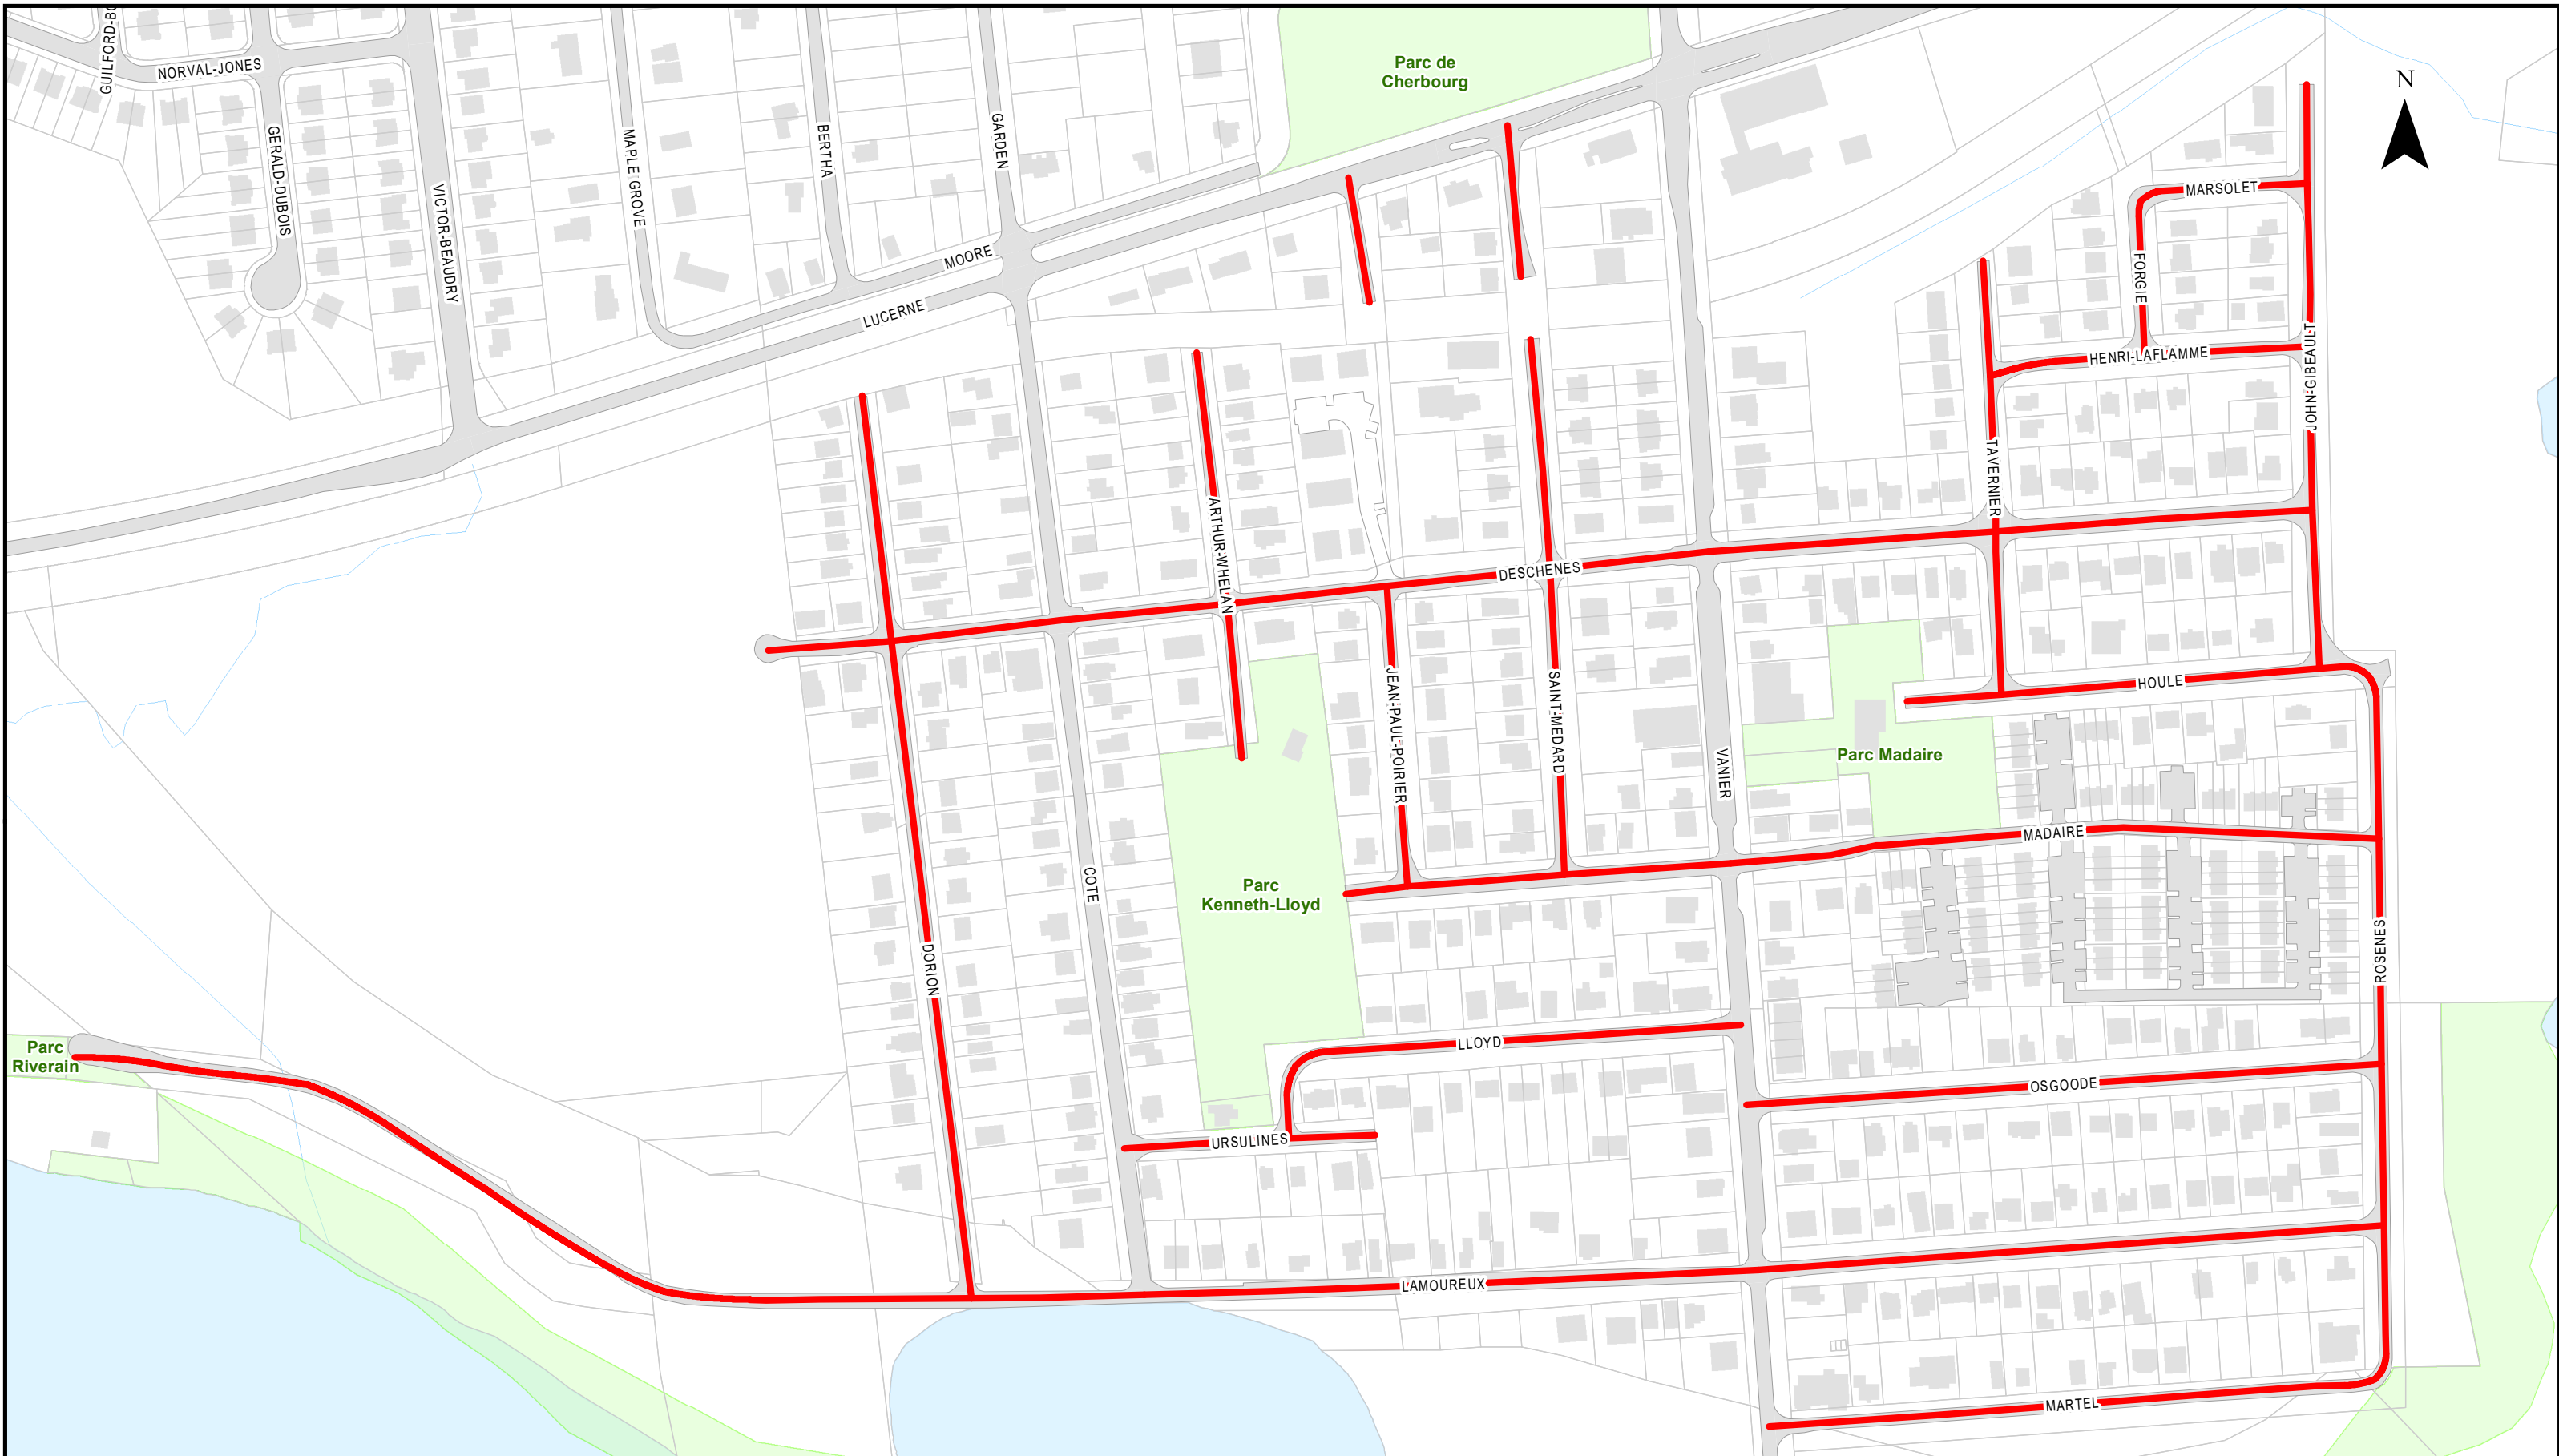 GUILFORD-BO
NORVAL-JONES
GERALD-DUBOIS
VICTOR-BEAUDRY
MAPLE GROVE
BERTHA
GARDEN
MOORE
LUCERNE
Parc de
Cherbourg
N
MARSOLET
FORGIE
HENRI-LAFLAMME
JOHN-GIBEAULT
TAVERNIER
ARTHUR-WHELAN
DESCHENES
JEAN-PAUL-POIRIER
SAINT-MEDARD
VANIER
HOULE
Parc Madaire
MADAIRE
COTE
Parc
Kenneth-Lloyd
DORION
ROSENES
Parc
Riverain
LLOYD
OSGOODE
URSULINES
LAMOUREUX
MARTEL